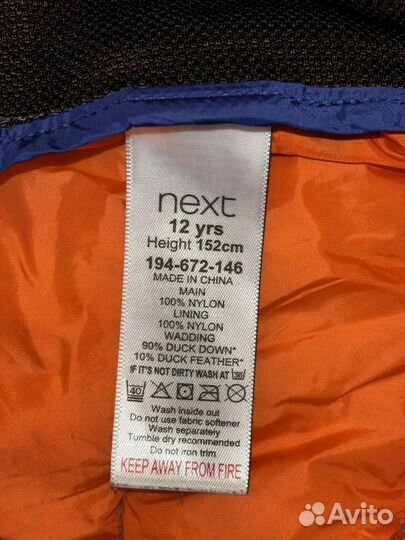 next
12 yrs
Height 152cm
194-672-146
MADE IN CHINA
MAIN
100% NYLON
LINING
100% NYLON
WADDING
90% DUCK DOWN*
10% DUCK FEATHER*
IF IT'S NOT DIRTY WASH AT 30
40
Wash inside out
Do not use fabric softener
Wash separately
Tumble dry recommended
Do not iron trim
KEEP AWAY FROM FIRE
Avito